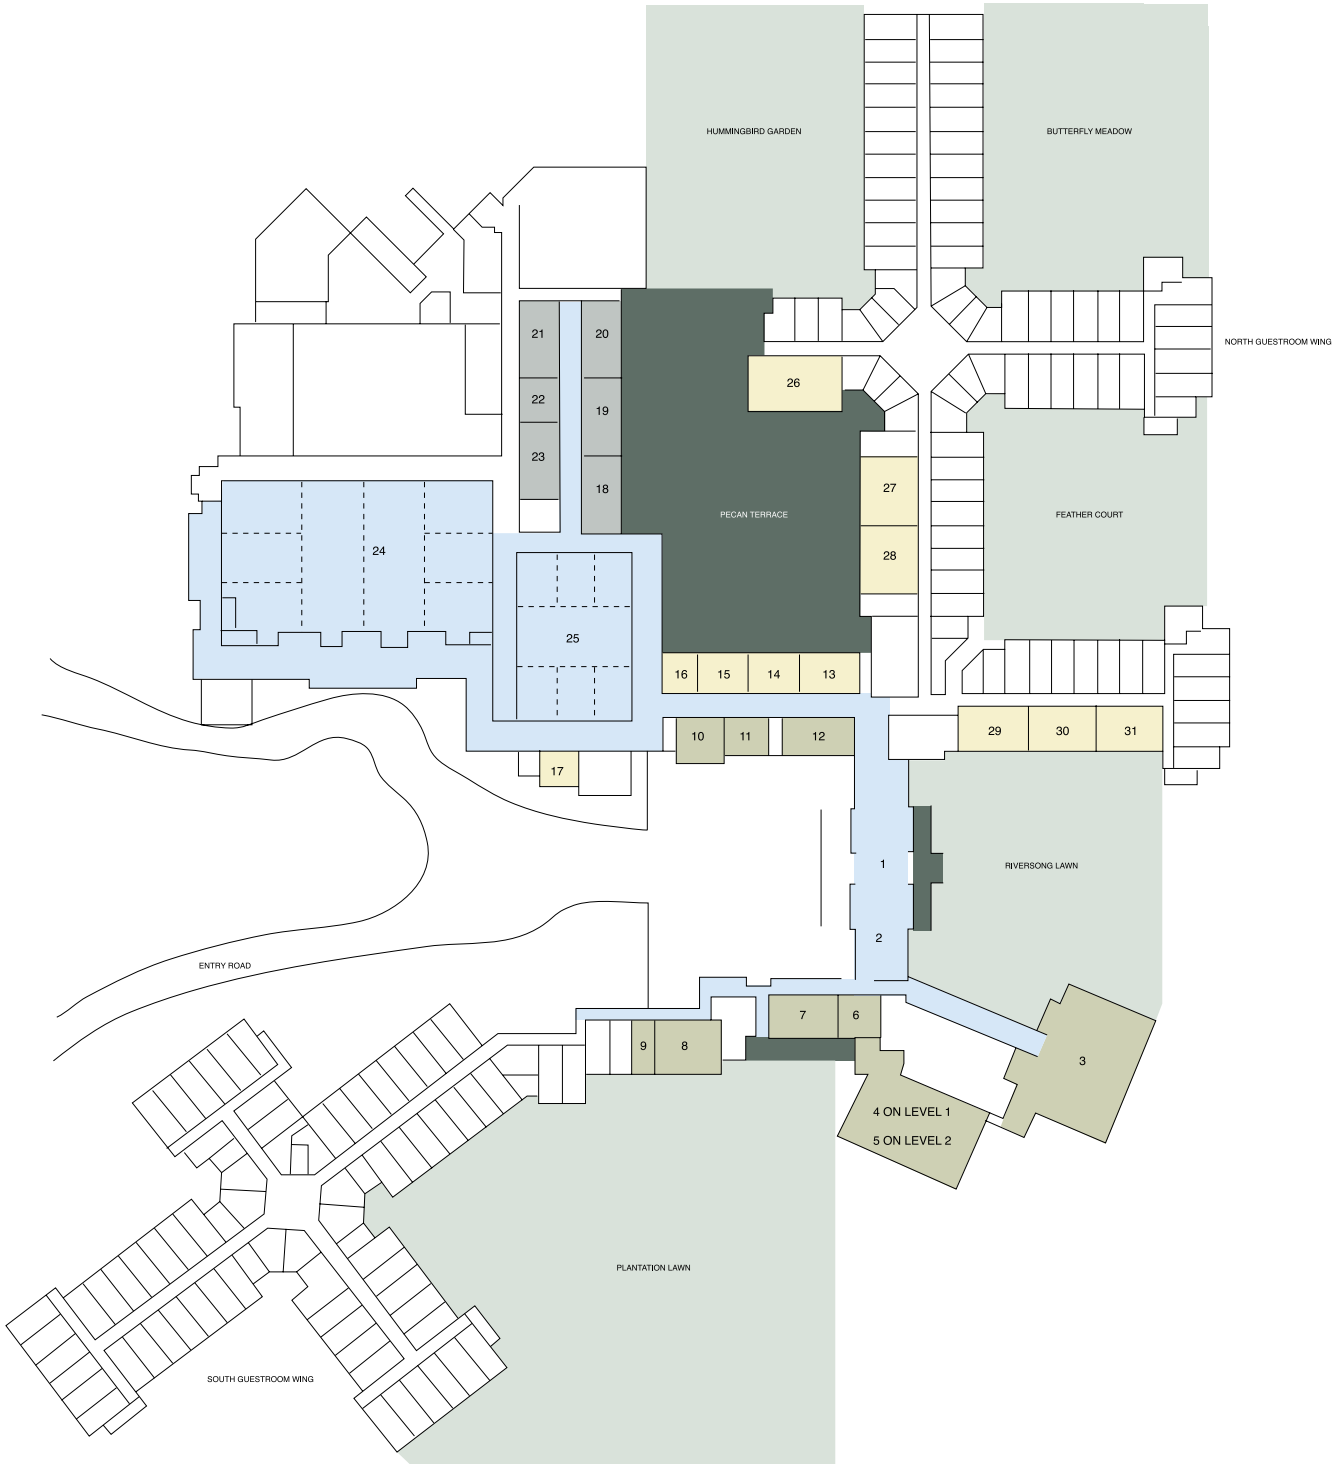 HUMMINGBIRD GARDEN
BUTTERFLY MEADOW
NORTH GUESTROOM WING
21
20
26
22
19
23
18
27
PECAN TERRACE
FEATHER COURT
24
28
25
16
15
14
13
10
11
12
29
30
31
17
1
RIVERSONG LAWN
2
ENTRY ROAD
7
6
9
8
3
4 ON LEVEL 1
5 ON LEVEL 2
PLANTATION LAWN
SOUTH GUESTROOM WING